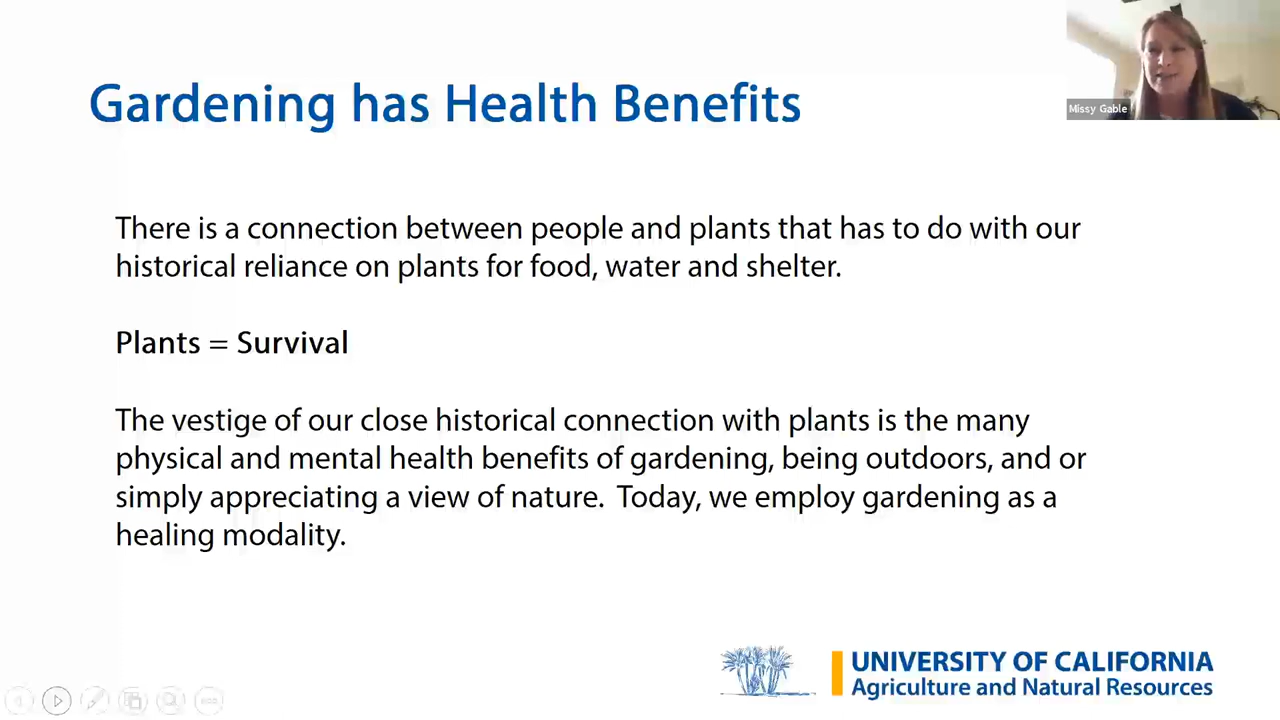 Gardening has Health Benefits
Missy Gable
There is a connection between people and plants that has to do with our
historical reliance on plants for food, water and shelter.
Plants = Survival
The vestige of our close historical connection with plants is the many
physical and mental health benefits of gardening, being outdoors, and or
simply appreciating a view of nature.  Today, we employ gardening as a
healing modality.
UNIVERSITY OF CALIFORNIA
Agriculture and Natural Resources